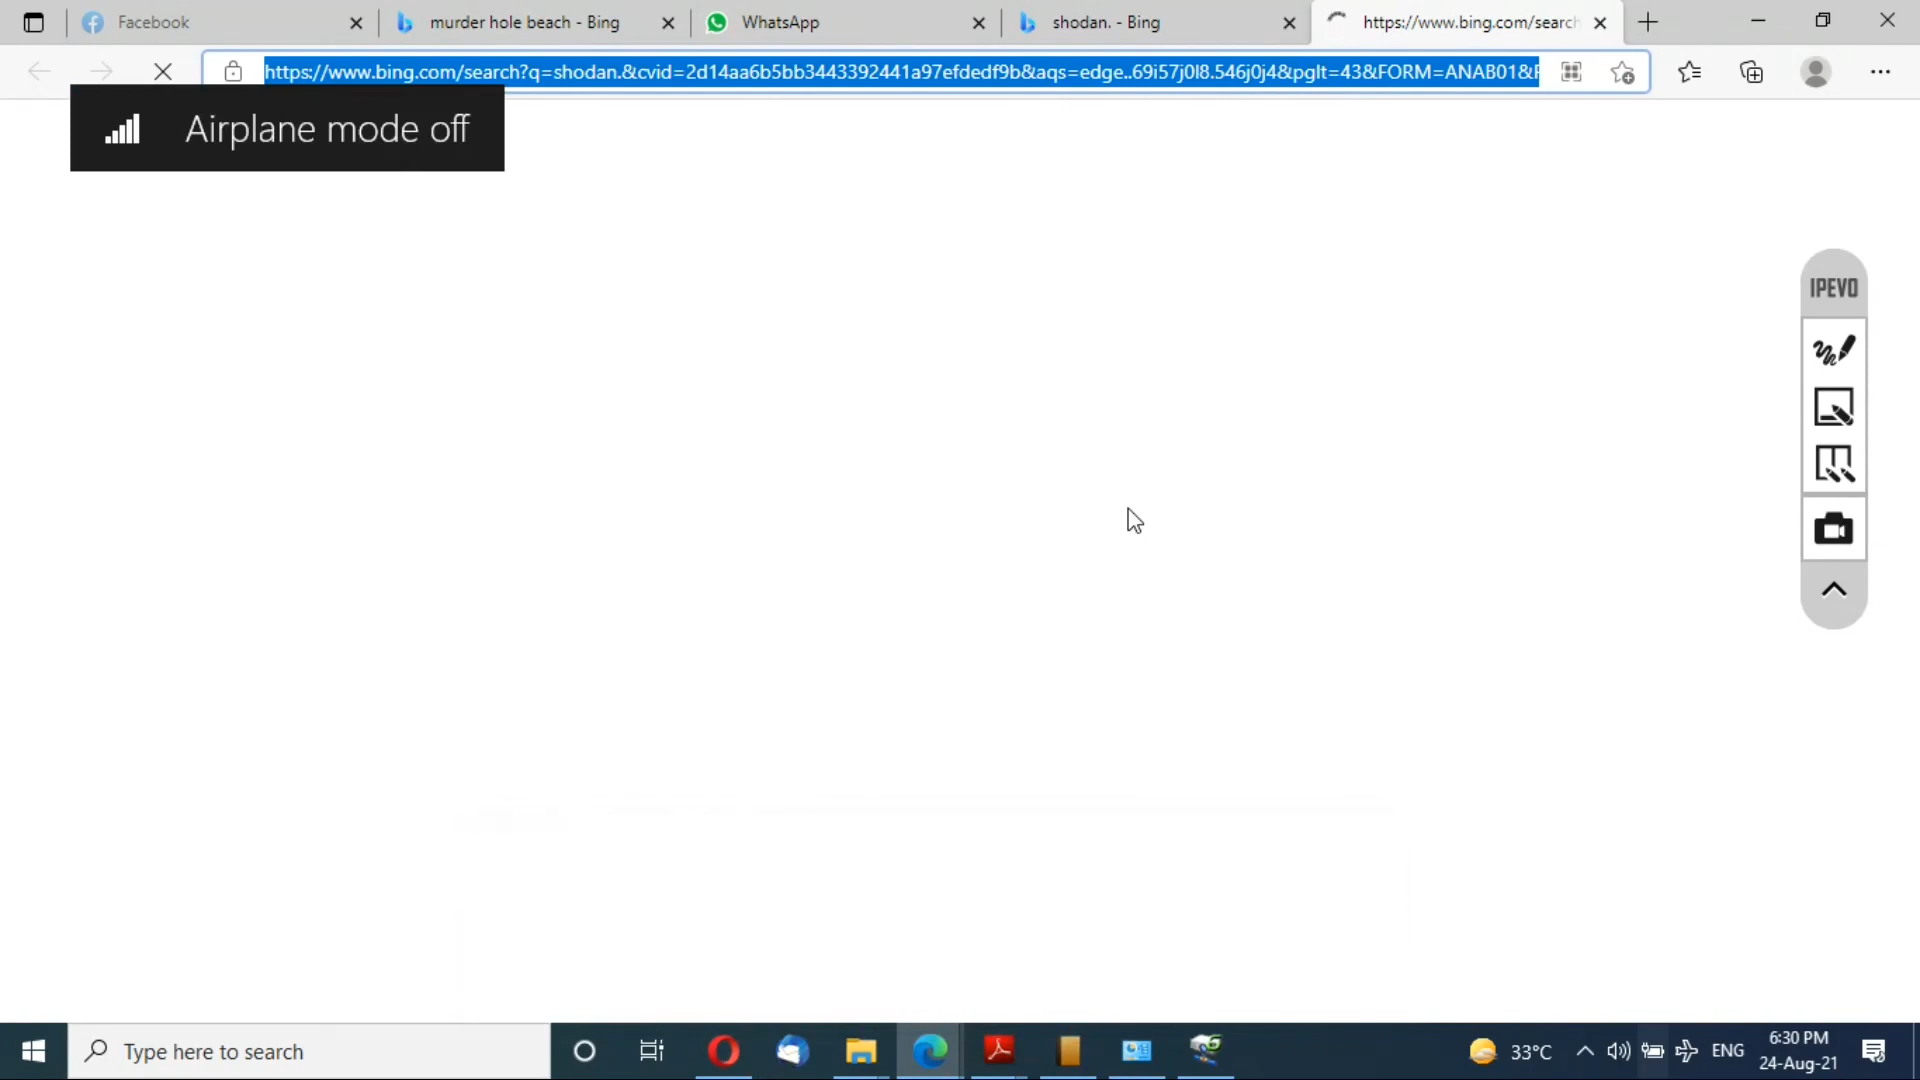 Facebook
murder hole beach - Bing
WhatsApp
shodan. - Bing
https://www.bing.com/search
https://www.bing.com/search?q=shodan.&cvid=2d14aa6b5bb3443392441a97efdedf9b&aqs=edge..69i57j0l8.546j0j4&pglt=43&FORM=ANAB01&F
Airplane mode off
IPEVO
Type here to search
33°C
ENG
6:30 PM
24-Aug-21